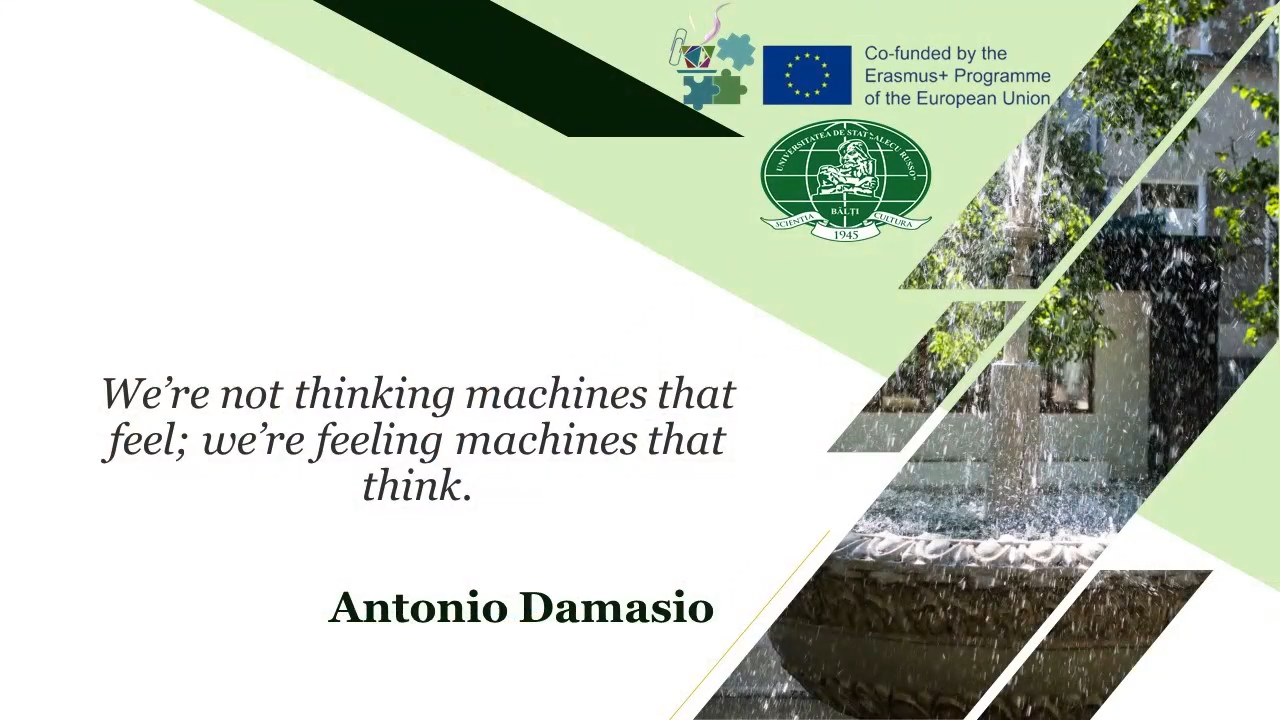 Co-funded by the
Erasmus+ Programme
of the European Union
UNIVERSITATEA DE STAT „ALECU RUSSO”
BĂLȚI
SCIENTIA CULTURA
1945
We’re not thinking machines that
feel; we’re feeling machines that
think.
Antonio Damasio